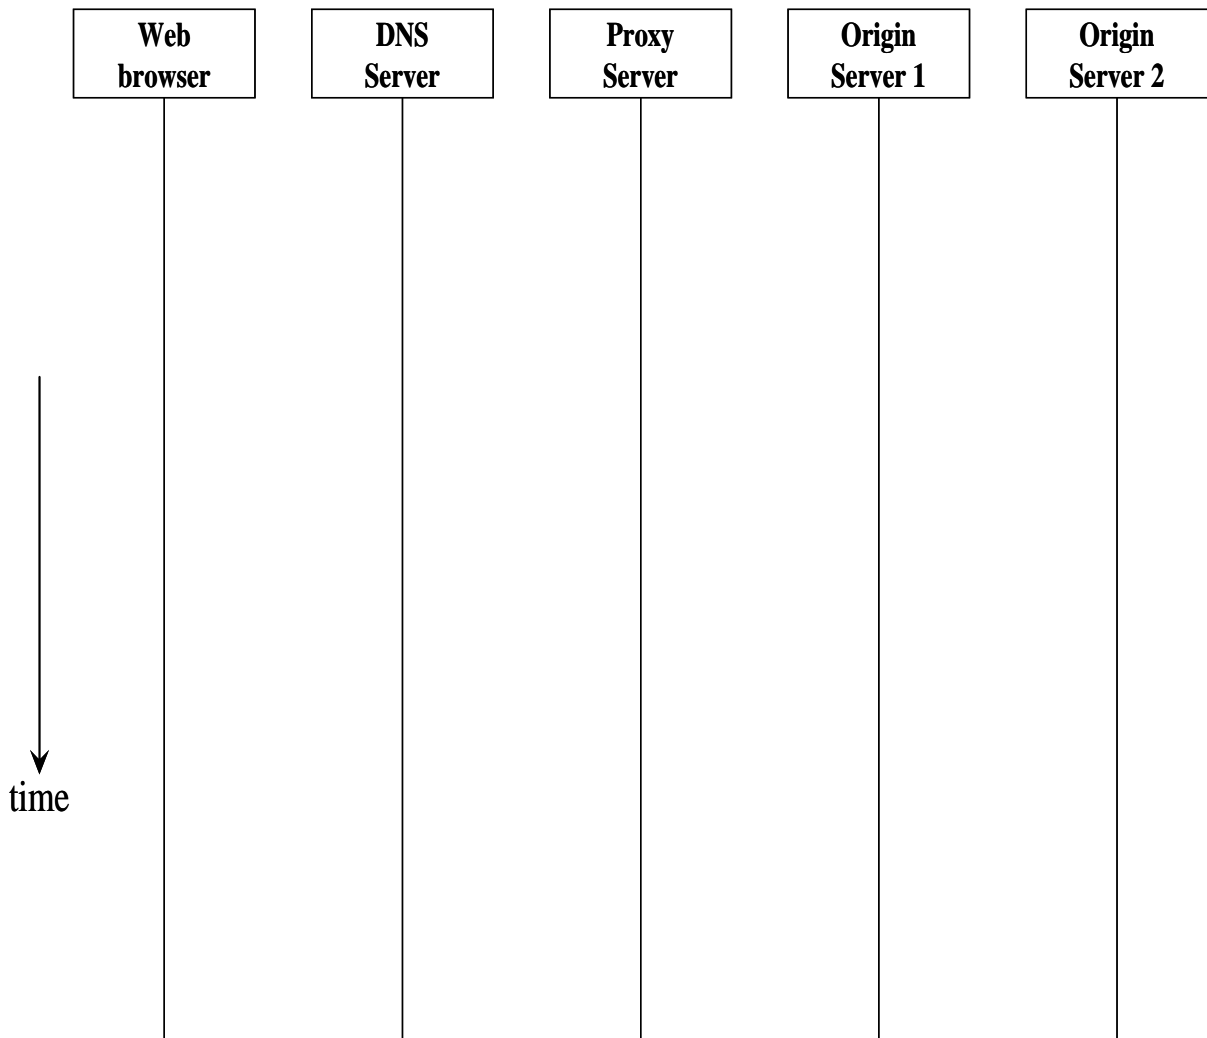 Web
browser
DNS
Server
Proxy
Server
Origin
Server 1
Origin
Server 2
time